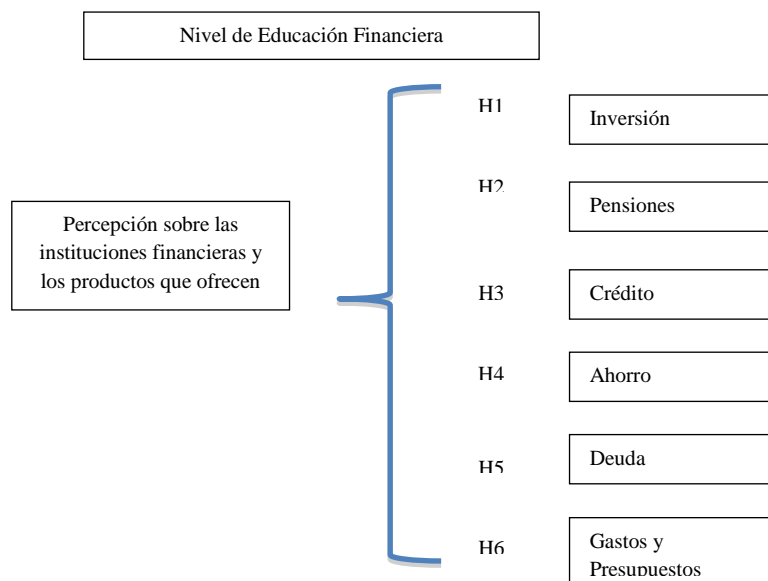 Nivel de Educación Financiera
H1
Inversión
H2
Pensiones
Percepción sobre las
instituciones financieras y
los productos que ofrecen
H3
Crédito
H4
Ahorro
H5
Deuda
H6
Gastos y
Presupuestos